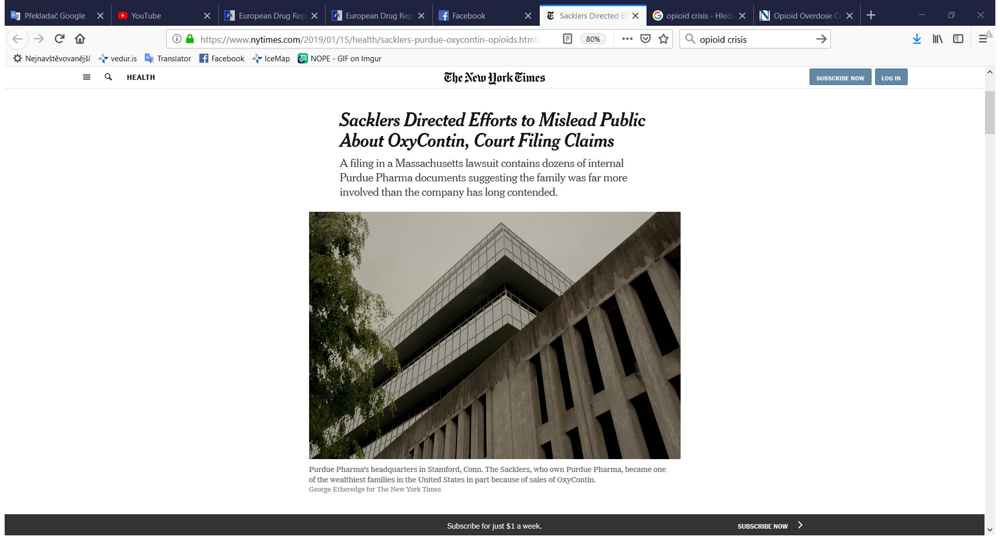 Překladač Google
YouTube
European Drug Rep
European Drug Rep
Facebook
Sacklers Directed Ef
opioid crisis - Hleda
Opioid Overdose Cr
https://www.nytimes.com/2019/01/15/health/sacklers-purdue-oxycontin-opioids.html?
80%
opioid crisis
Nejnavštěvovanější
vedur.is
Translator
Facebook
IceMap
NOPE - GIF on Imgur
HEALTH
The New York Times
SUBSCRIBE NOW
LOG IN
Sacklers Directed Efforts to Mislead Public
About OxyContin, Court Filing Claims
A filing in a Massachusetts lawsuit contains dozens of internal
Purdue Pharma documents suggesting the family was far more
involved than the company has long contended.
Purdue Pharma’s headquarters in Stamford, Conn. The Sacklers, who own Purdue Pharma, became one
of the wealthiest families in the United States in part because of sales of OxyContin.
George Etheredge for The New York Times
Subscribe for just $1 a week.
SUBSCRIBE NOW